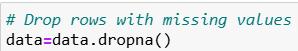 # Drop rows with missing values
data=data.dropna()